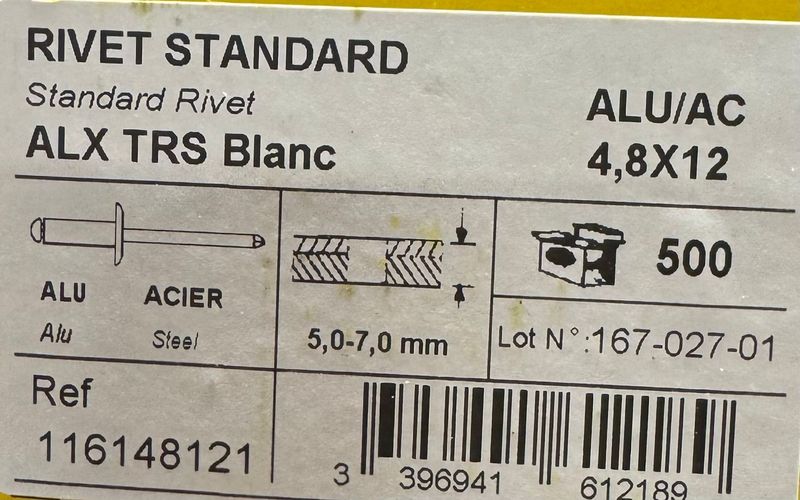 RIVET STANDARD
Standard Rivet
ALX TRS Blanc
ALU/AC
4,8X12
ALU
Alu
ACIER
Steel
5,0-7,0 mm
500
Lot N°:167-027-01
Ref
116148121
3 396941 612189